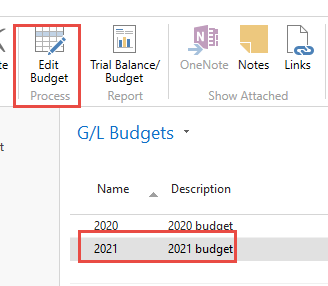 Edit
Budget
Trial Balance/
Budget
OneNote
Notes
Links
Process
Report
Show Attached
G/L Budgets
Name
Description
2020
2020 budget
2021
2021 budget